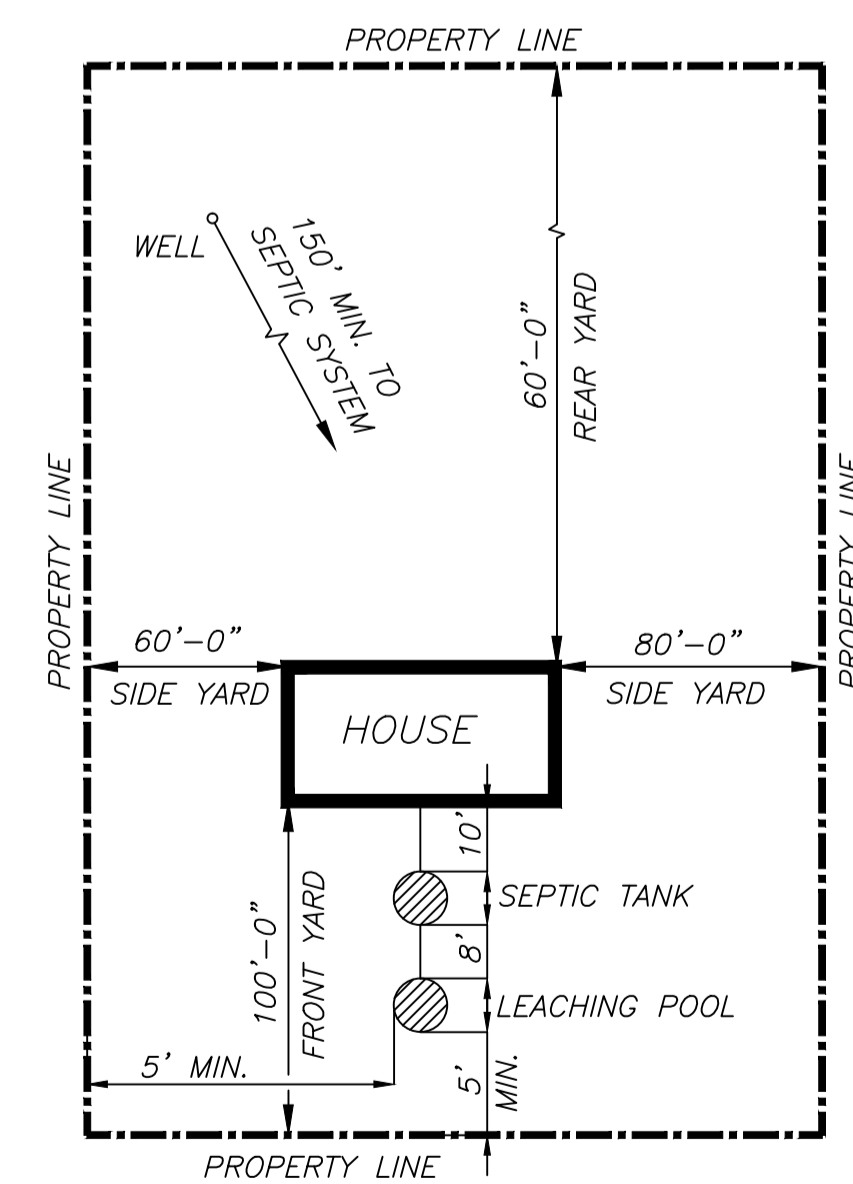 PROPERTY LINE
WELL
150' MIN. TO
SEPTIC SYSTEM
60'-0"
REAR YARD
PROPERTY LINE
PROPERTY LINE
60'-0"
SIDE YARD
80'-0"
SIDE YARD
HOUSE
10'
SEPTIC TANK
100'-0"
FRONT YARD
8'
LEACHING POOL
5' MIN.
5'
MIN.
PROPERTY LINE